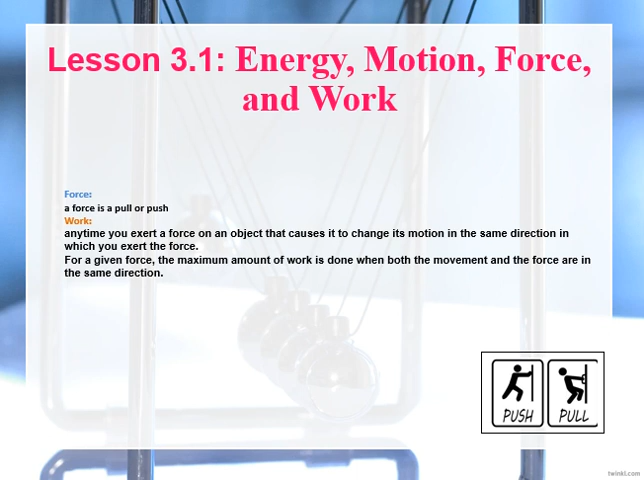 Lesson 3.1: Energy, Motion, Force,
and Work
Force:
a force is a pull or push
Work:
anytime you exert a force on an object that causes it to change its motion in the same direction in
which you exert the force.
For a given force, the maximum amount of work is done when both the movement and the force are in
the same direction.
PUSH PULL
twinkl.com